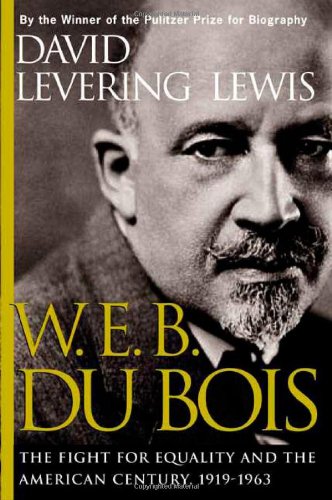 By the Winner of the Pulitzer Prize for Biography
DAVID
LEVERING LEWIS
W. E. B.
DU BOIS
THE FIGHT FOR EQUALITY AND THE
AMERICAN CENTURY, 1919-1963